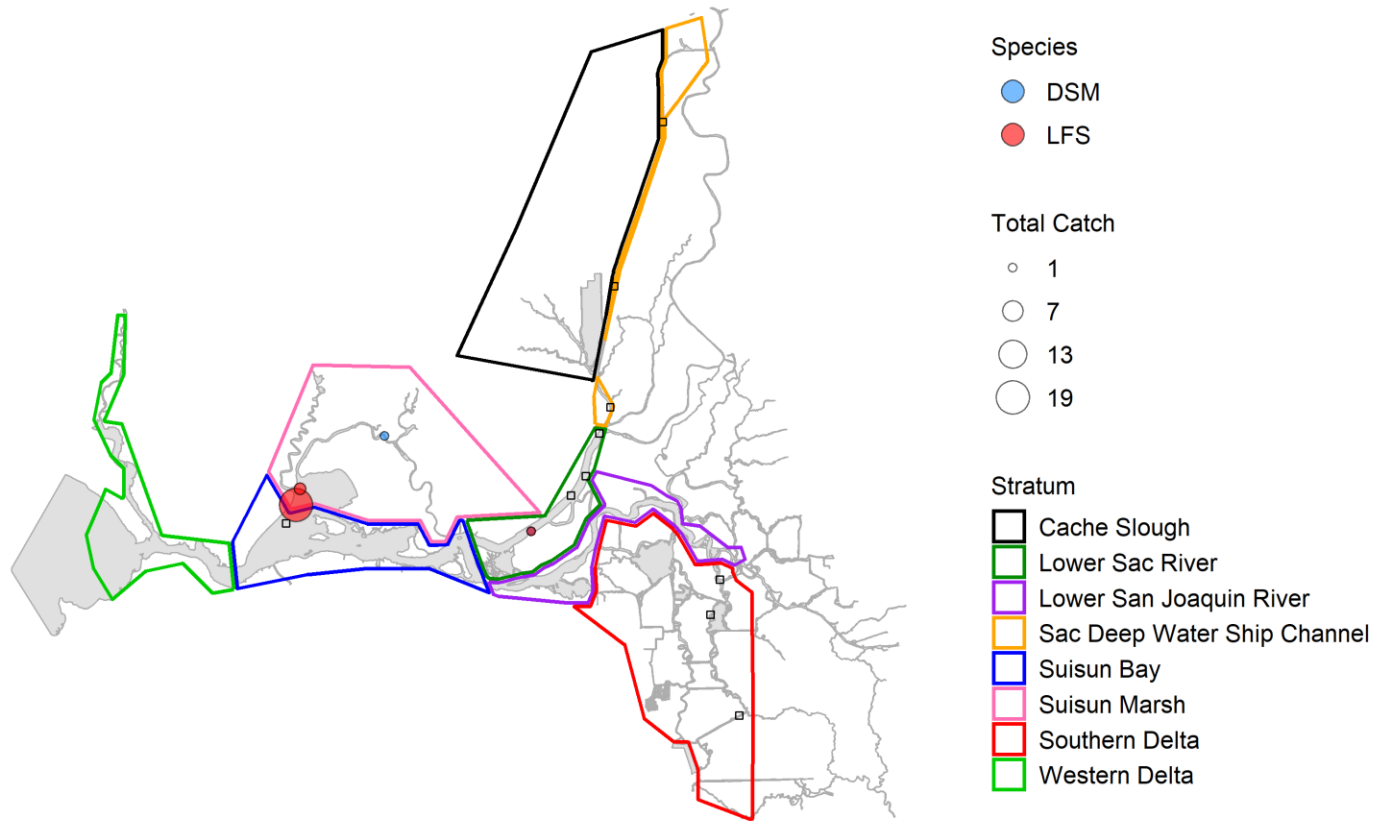 Species
DSM
LFS
Total Catch
1
7
13
19
Stratum
Cache Slough
Lower Sac River
Lower San Joaquin River
Sac Deep Water Ship Channel
Suisun Bay
Suisun Marsh
Southern Delta
Western Delta